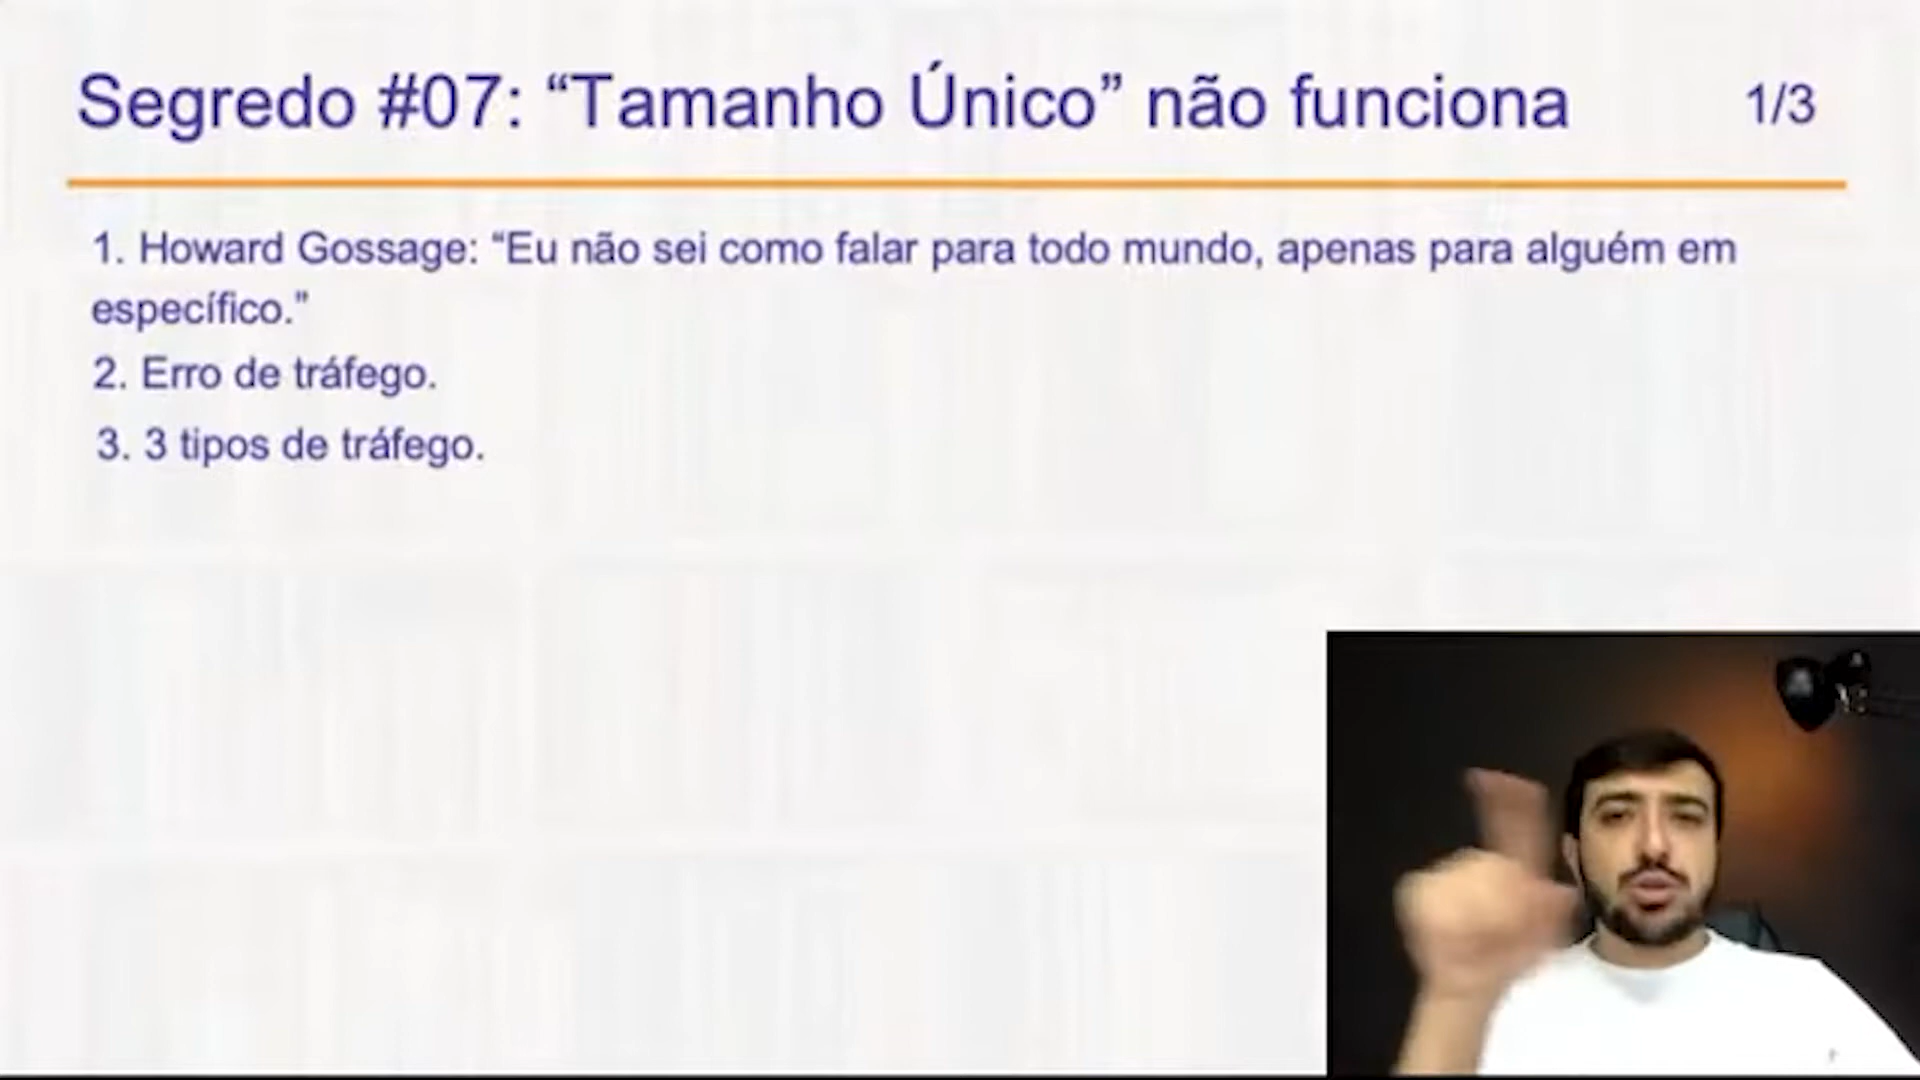 Segredo #07: “Tamanho Único” não funciona
1/3
1. Howard Gossage: “Eu não sei como falar para todo mundo, apenas para alguém em
específico.”
2. Erro de tráfego.
3. 3 tipos de tráfego.